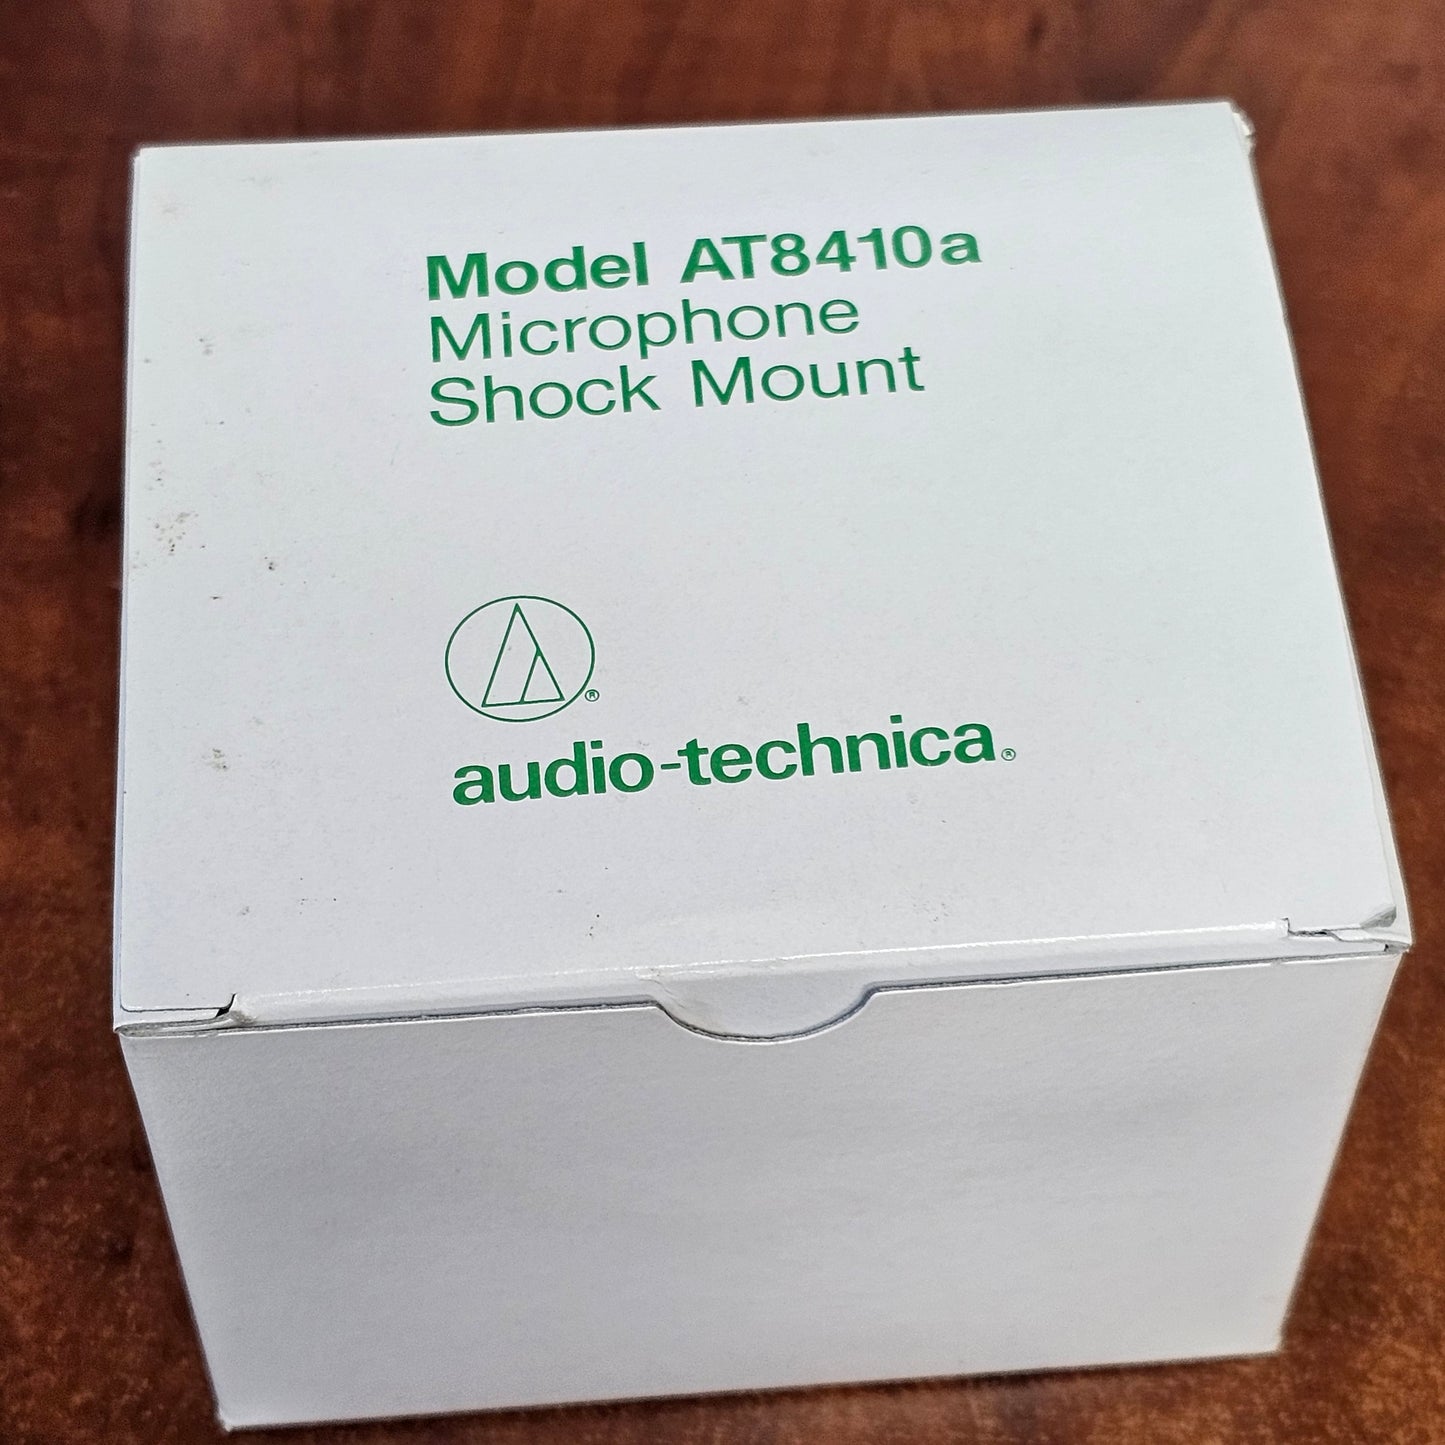 Model AT8410a
Microphone
Shock Mount
®
audio-technica®